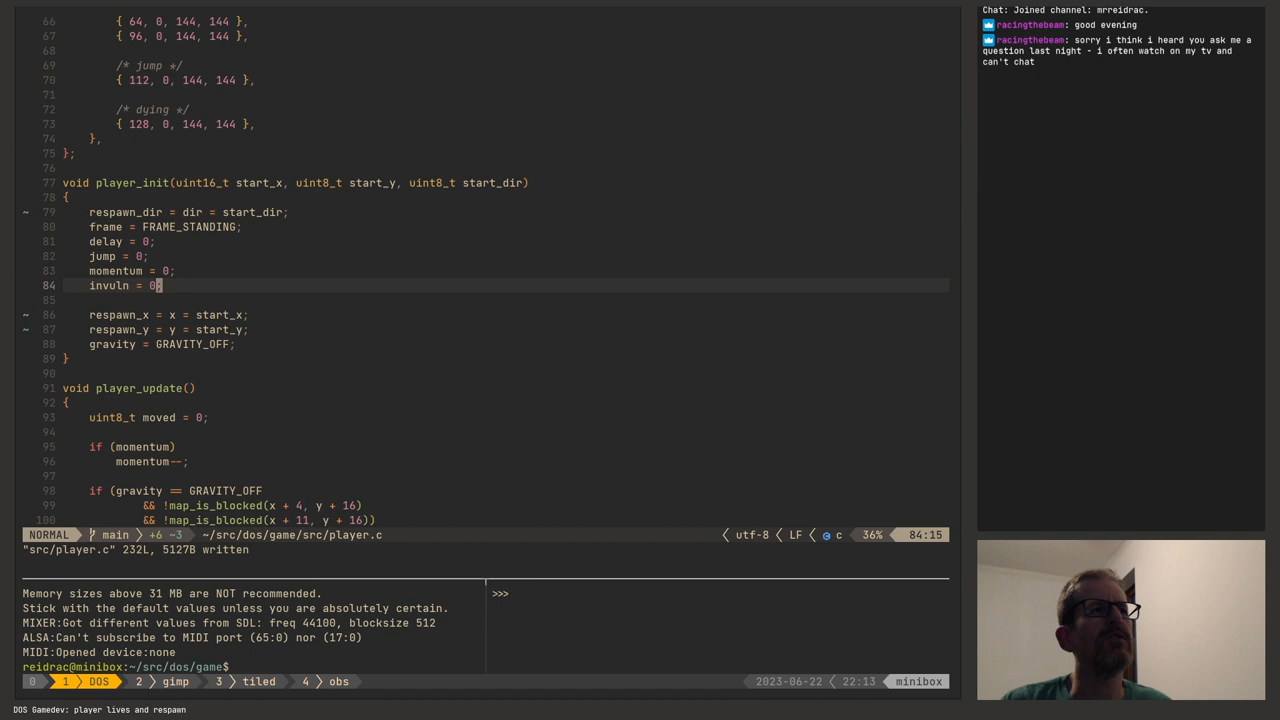 66 { 64, 0, 144, 144 },
67 { 96, 0, 144, 144 },
68
69 /* jump */
70 { 112, 0, 144, 144 },
71
72 /* dying */
73 { 128, 0, 144, 144 },
74 },
75 };
76
77 void player_init(uint16_t start_x, uint8_t start_y, uint8_t start_dir)
78 {
~ 79 respawn_dir = dir = start_dir;
80 frame = FRAME_STANDING;
81 delay = 0;
82 jump = 0;
83 momentum = 0;
84 invuln = 0;
85
~ 86 respawn_x = x = start_x;
~ 87 respawn_y = y = start_y;
88 gravity = GRAVITY_OFF;
89 }
90
91 void player_update()
92 {
93 uint8_t moved = 0;
94
95 if (momentum)
96 momentum--;
97
98 if (gravity == GRAVITY_OFF
99 && !map_is_blocked(x + 4, y + 16)
100 && !map_is_blocked(x + 11, y + 16))
NORMAL main +6 ~3 ~/src/dos/game/src/player.c utf-8 LF c 36% 84:15
"src/player.c" 232L, 5127B written
Memory sizes above 31 MB are NOT recommended.
Stick with the default values unless you are absolutely certain.
MIXER:Got different values from SDL: freq 44100, blocksize 512
ALSA:Can't subscribe to MIDI port (65:0) nor (17:0)
MIDI:Opened device:none
reidrac@minibox:~/src/dos/game$
>>>
0 1 DOS 2 gimp 3 tiled 4 obs 2023-06-22 22:13 minibox
DOS Gamedev: player lives and respawn
Chat: Joined channel: mrreidrac.
racingthebeam: good evening
racingthebeam: sorry i think i heard you ask me a
question last night - i often watch on my tv and
can't chat